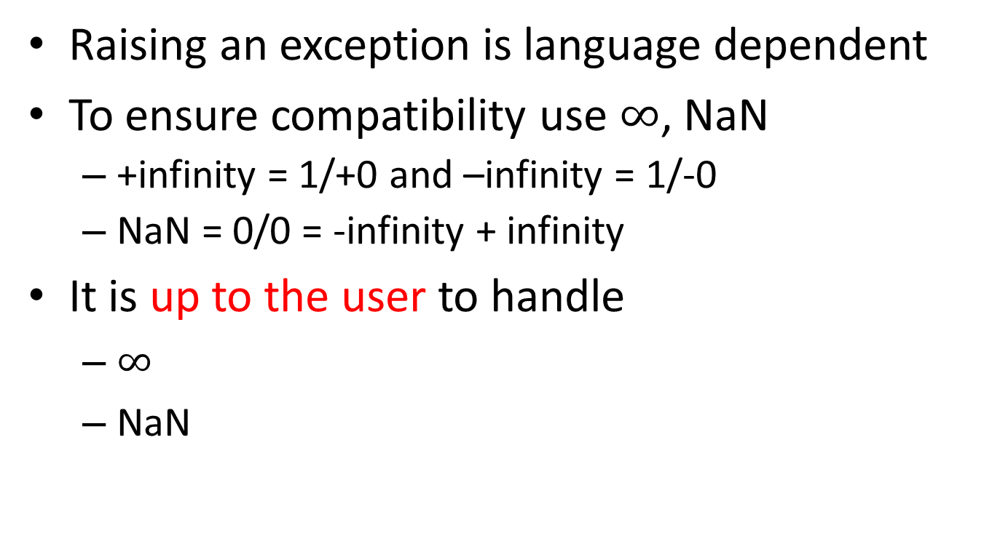 • Raising an exception is language dependent
• To ensure compatibility use ∞, NaN
– +infinity = 1/+0 and –infinity = 1/-0
– NaN = 0/0 = -infinity + infinity
• It is up to the user to handle
– ∞
– NaN